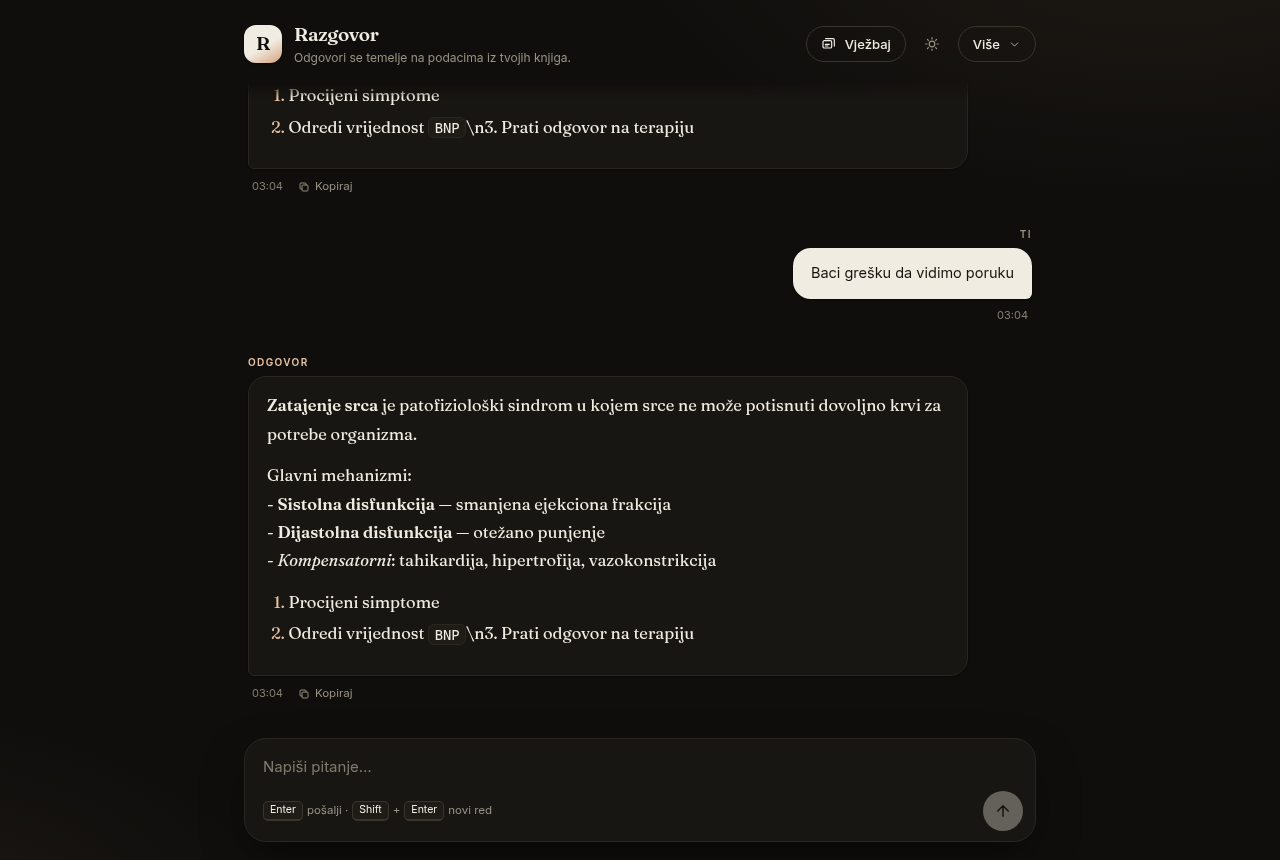 R
Razgovor
Odgovori se temelje na podacima iz tvojih knjiga.
Vježbaj
Više
1. Procijeni simptome
2. Odredi vrijednost BNP\n3. Prati odgovor na terapiju
03:04 Kopiraj
TI
Baci grešku da vidimo poruku
03:04
ODGOVOR
Zatajenje srca je patofiziološki sindrom u kojem srce ne može potisnuti dovoljno krvi za
potrebe organizma.
Glavni mehanizmi:
- Sistolna disfunkcija — smanjena ejekciona frakcija
- Dijastolna disfunkcija — otežano punjenje
- Kompensatorni: tahikardija, hipertrofija, vazokonstrikcija
1. Procijeni simptome
2. Odredi vrijednost BNP\n3. Prati odgovor na terapiju
03:04 Kopiraj
Napiši pitanje...
Enter pošalji · Shift + Enter novi red